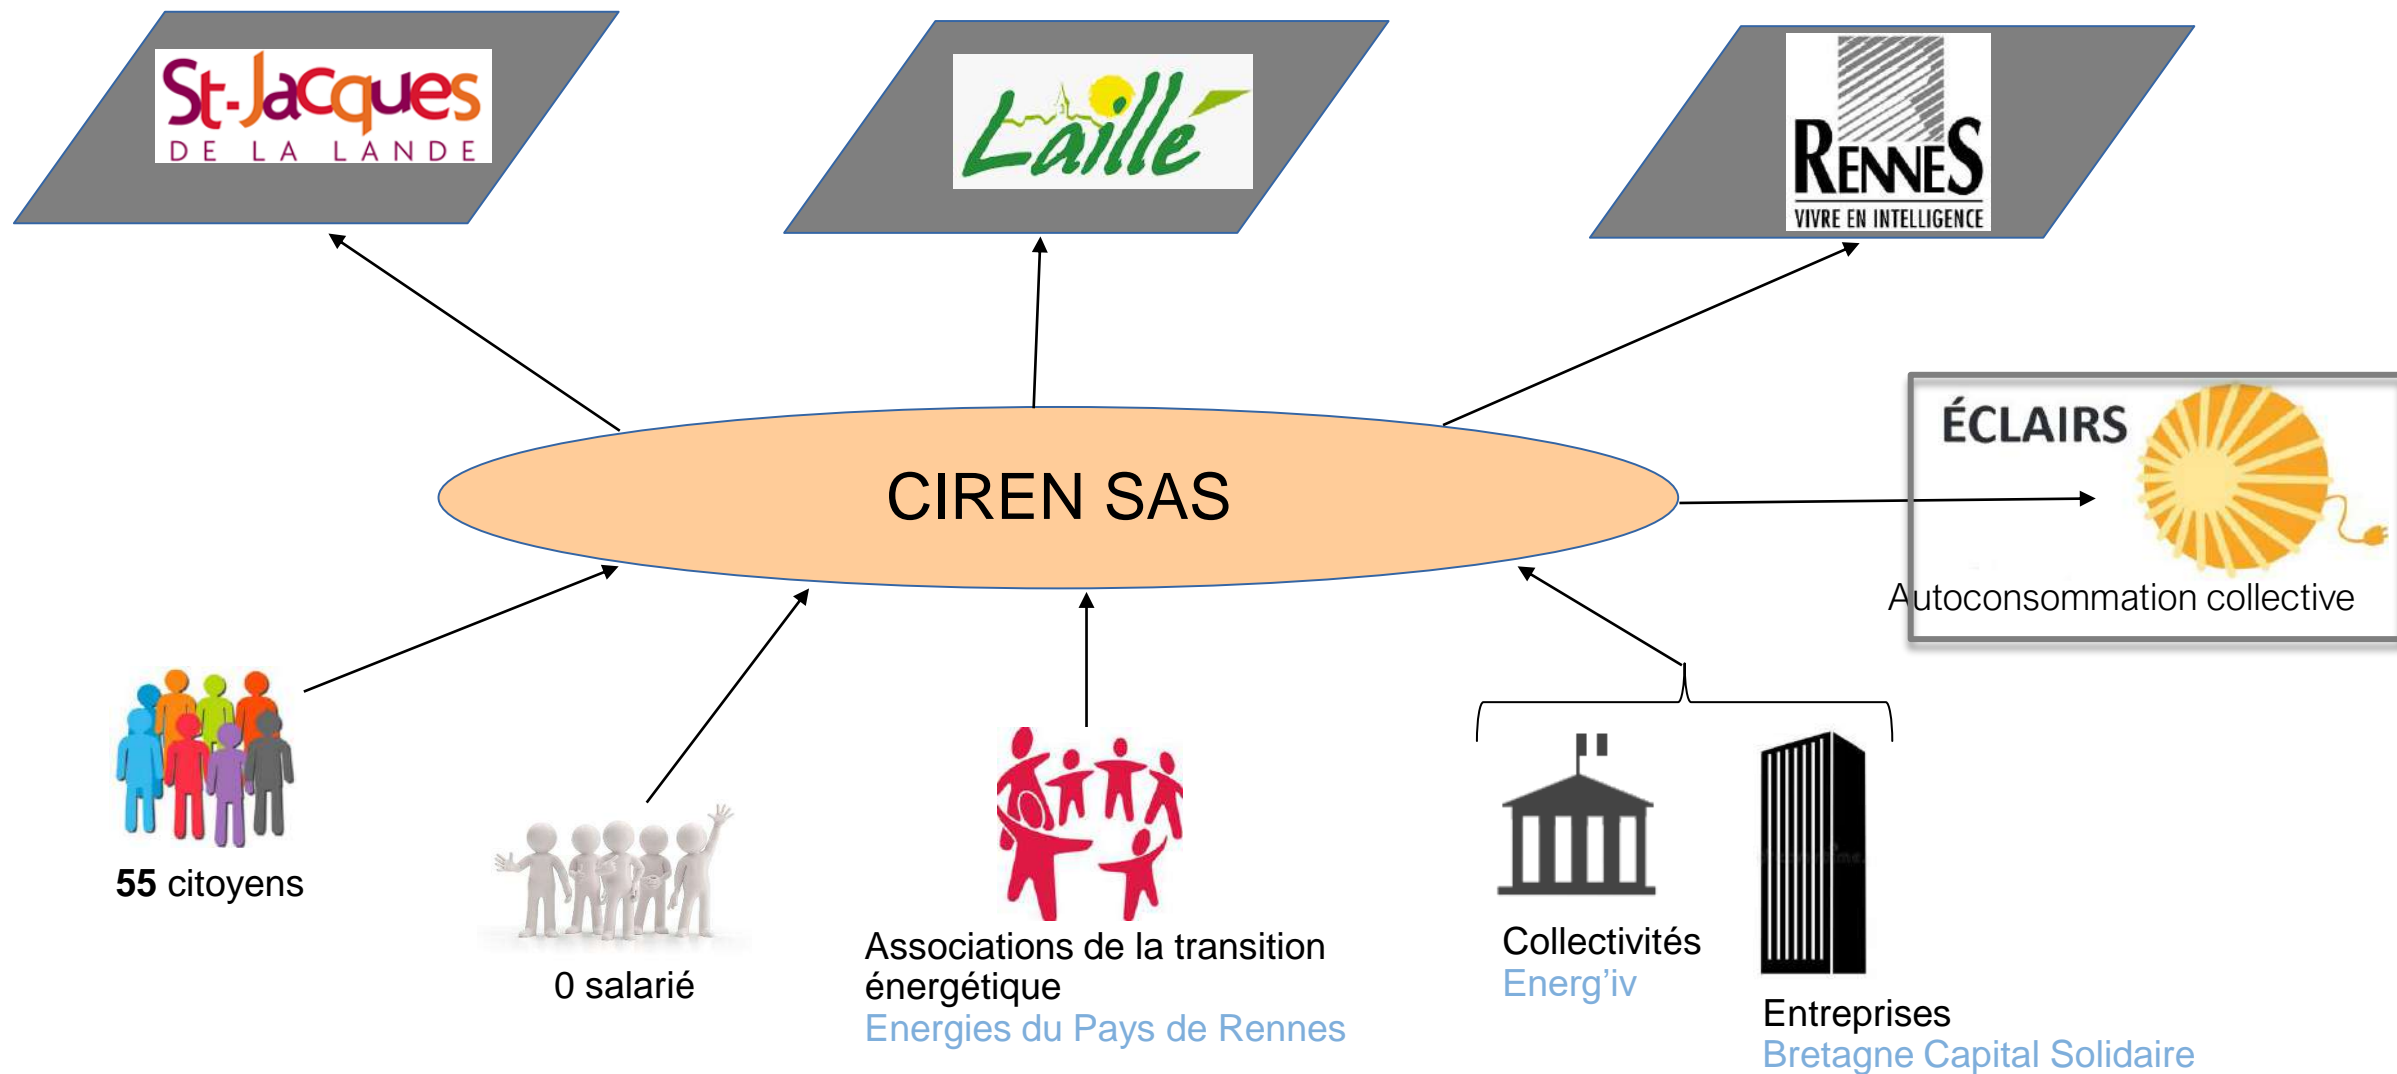 St-Jacques
DE LA LANDE
Laillé
RENNES
VIVRE EN INTELLIGENCE
CIREN SAS
ÉCLAIRS
Autoconsommation collective
55 citoyens
0 salarié
Associations de la transition
énergétique
Energies du Pays de Rennes
Collectivités
Energ’iv
Entreprises
Bretagne Capital Solidaire